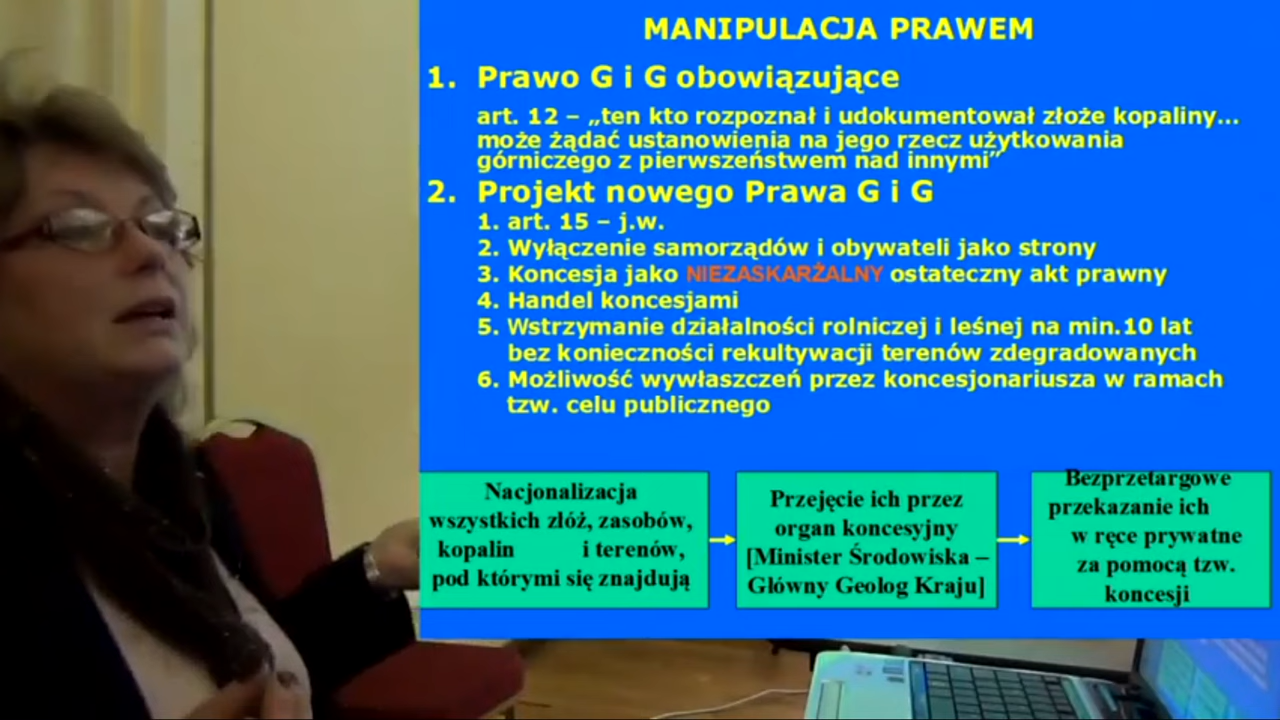 MANIPULACJA PRAWEM
1. Prawo G i G obowiązujące
art. 12 – „ten kto rozpoznał i udokumentował złoże kopaliny...
może żądać ustanowienia na jego rzecz użytkowania
górniczego z pierwszeństwem nad innymi”
2. Projekt nowego Prawa G i G
1. art. 15 – j.w.
2. Wyłączenie samorządów i obywateli jako strony
3. Koncesja jako NIEZASKARŻALNY ostateczny akt prawny
4. Handel koncesjami
5. Wstrzymanie działalności rolniczej i leśnej na min.10 lat
bez konieczności rekultywacji terenów zdegradowanych
6. Możliwość wywłaszczeń przez koncesjonariusza w ramach
tzw. celu publicznego
Nacjonalizacja
wszystkich złóż, zasobów,
kopalin i terenów,
pod którymi się znajdują
Przejęcie ich przez
organ koncesyjny
[Minister Środowiska –
Główny Geolog Kraju]
Bezprzetargowe
przekazanie ich
w ręce prywatne
za pomocą tzw.
koncesji